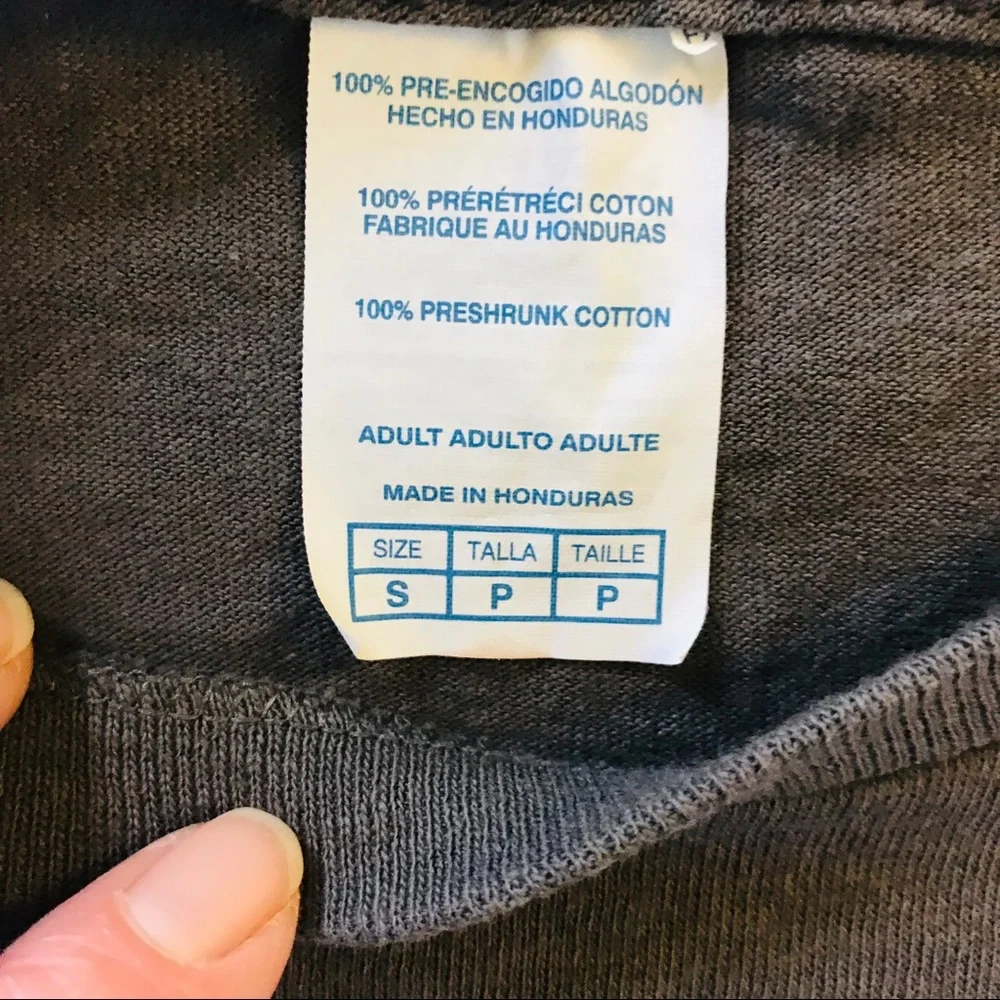 100% PRE-ENCOGIDO ALGODÓN
HECHO EN HONDURAS
100% PRÉRÉTRÉCI COTON
FABRIQUE AU HONDURAS
100% PRESHRUNK COTTON
ADULT ADULTO ADULTE
MADE IN HONDURAS
SIZE TALLA TAILLE
S P P